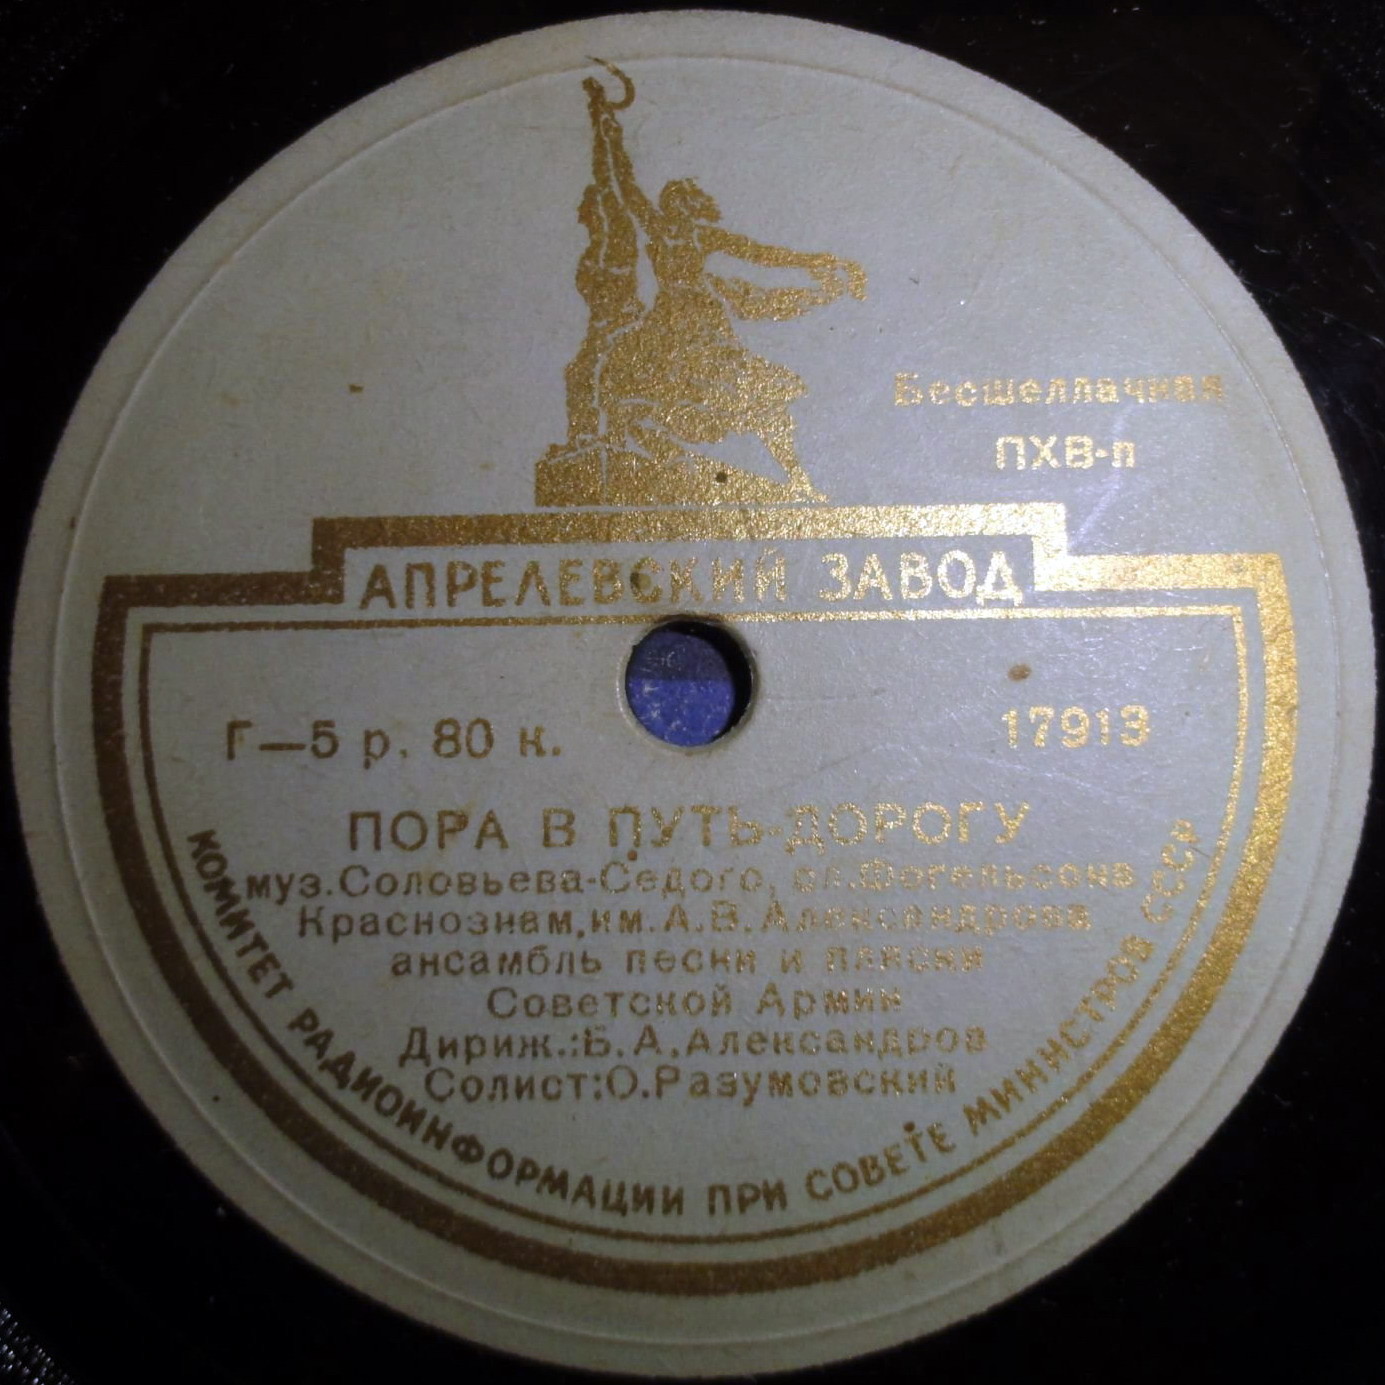 Бесшеллачная
ПХВ-п
АПРЕЛЕВСКИЙ ЗАВОД
Г—5 р. 80 к.
17913
ПОРА В ПУТЬ-ДОРОГУ
муз.Соловьева-Седого, сл.Фогельсона
Краснознам,им.А.В.Александрова
ансамбль песни и пляски
Советской Армии
Дириж.:Б.А.Александров
Солист:О.Разумовский
КОМИТЕТ РАДИОИНФОРМАЦИИ ПРИ СОВЕТЕ МИНИСТРОВ СССР